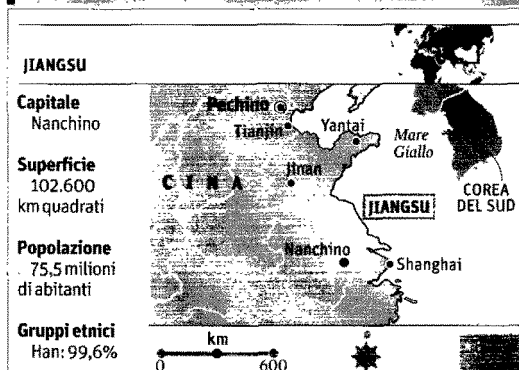 JIANGSU
Capitale
Nanchino
Superficie
102.600
km quadrati
Popolazione
75,5 milioni
di abitanti
Gruppi etnici
Han: 99,6%
Pechino
Tianjin
Yantai
Mare
Giallo
Jinan
CINA
COREA
DEL SUD
JIANGSU
Nanchino
Shanghai
km
0 600